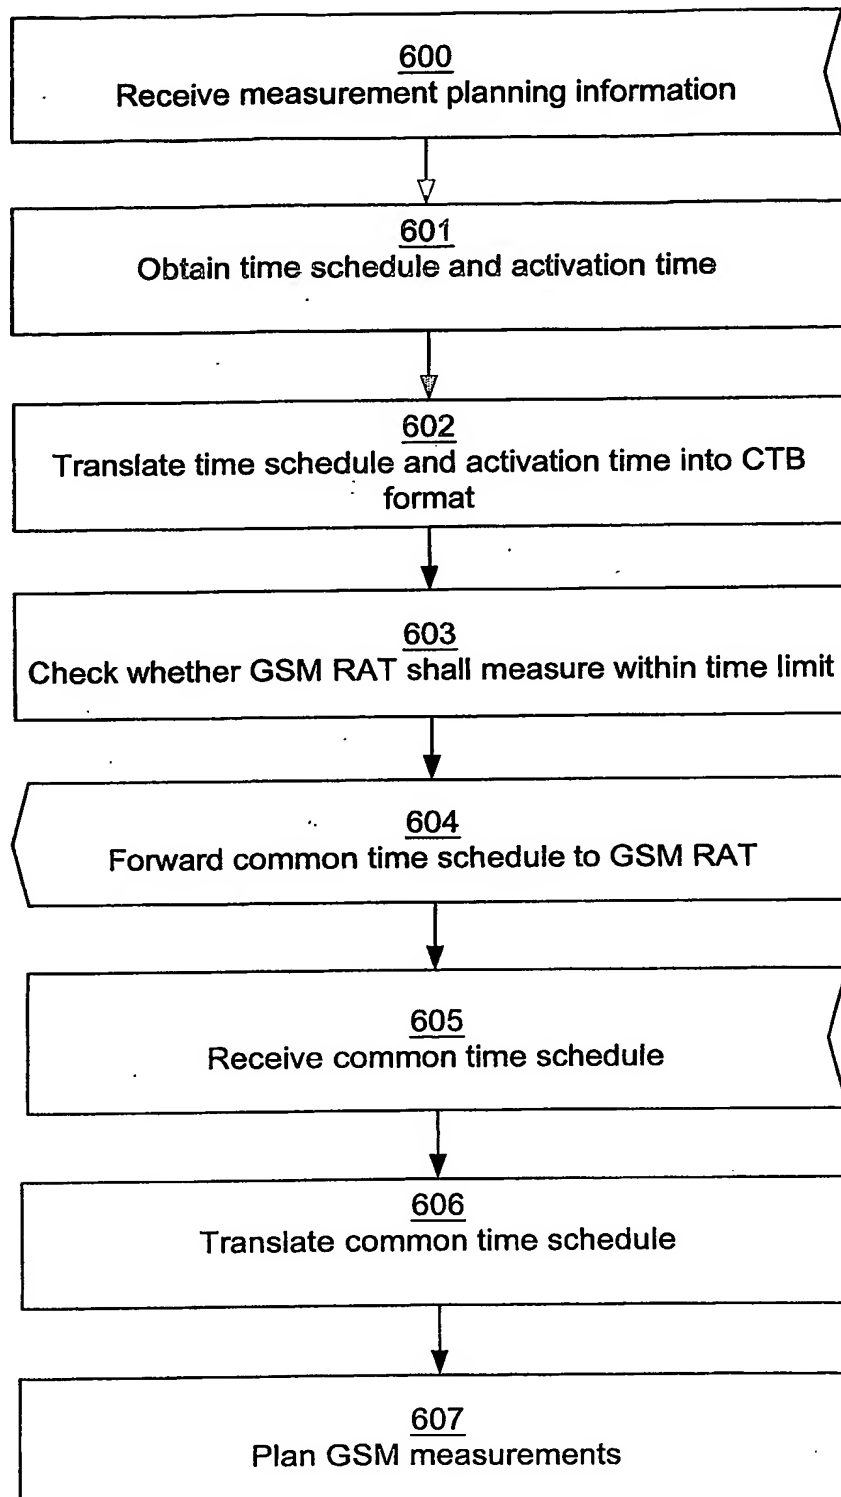 600
Receive measurement planning information
601
Obtain time schedule and activation time
602
Translate time schedule and activation time into CTB
format
603
Check whether GSM RAT shall measure within time limit
604
Forward common time schedule to GSM RAT
605
Receive common time schedule
606
Translate common time schedule
607
Plan GSM measurements